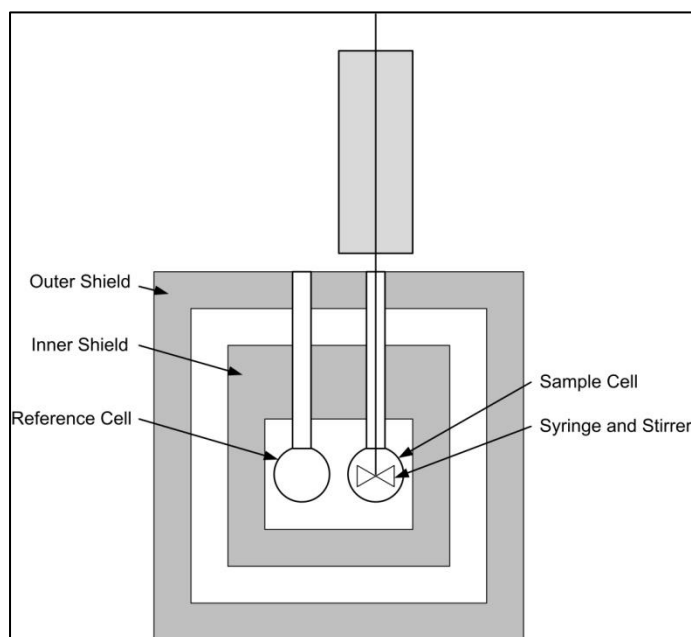 Outer Shield
Inner Shield
Reference Cell
Sample Cell
Syringe and Stirrer